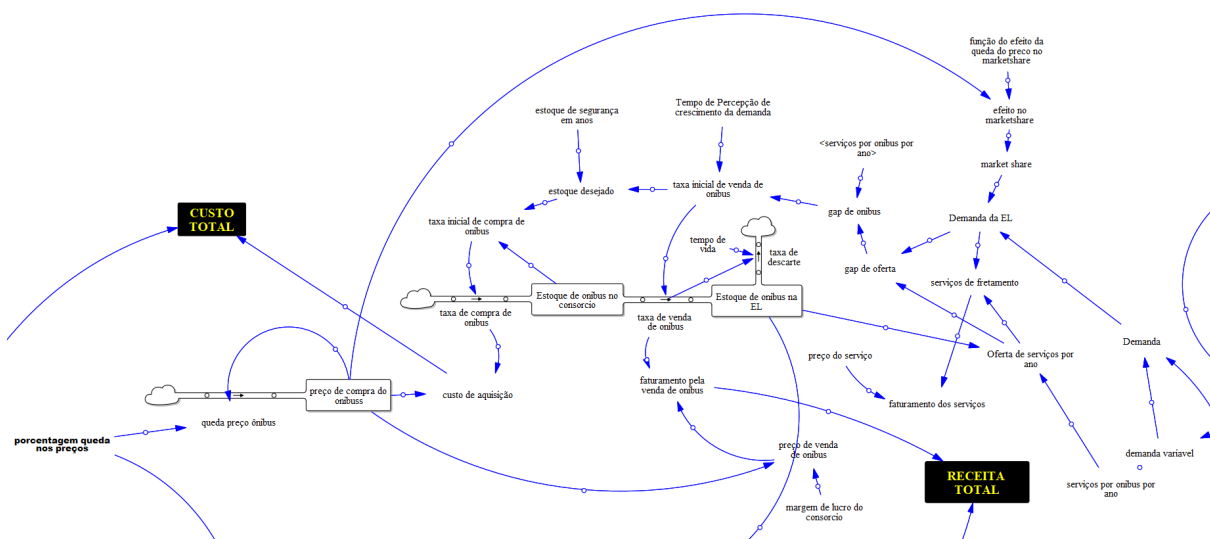 função do efeito da
queda do preco no
marketshare
estoque de segurança
em anos
Tempo de Percepção de
crescimento da demanda
efeito no
marketshare
<serviços por onibus por
ano>
market share
estoque desejado
taxa inicial de venda de
onibus
CUSTO
TOTAL
taxa inicial de compra de
onibus
gap de onibus
Demanda da EL
tempo de
vida
taxa de
descarte
gap de oferta
serviços de fretamento
Estoque de onibus no
consorcio
Estoque de onibus na
EL
taxa de compra de
onibus
taxa de venda
de onibus
preço do serviço
Oferta de serviços por
ano
Demanda
preço de compra do
onibuss
custo de aquisição
faturamento pela
venda de onibus
faturamento dos serviços
queda preço ônibus
porcentagem queda
nos preços
preço de venda
de onibus
demanda variavel
RECEITA
TOTAL
serviços por onibus por
ano
margem de lucro do
consorcio